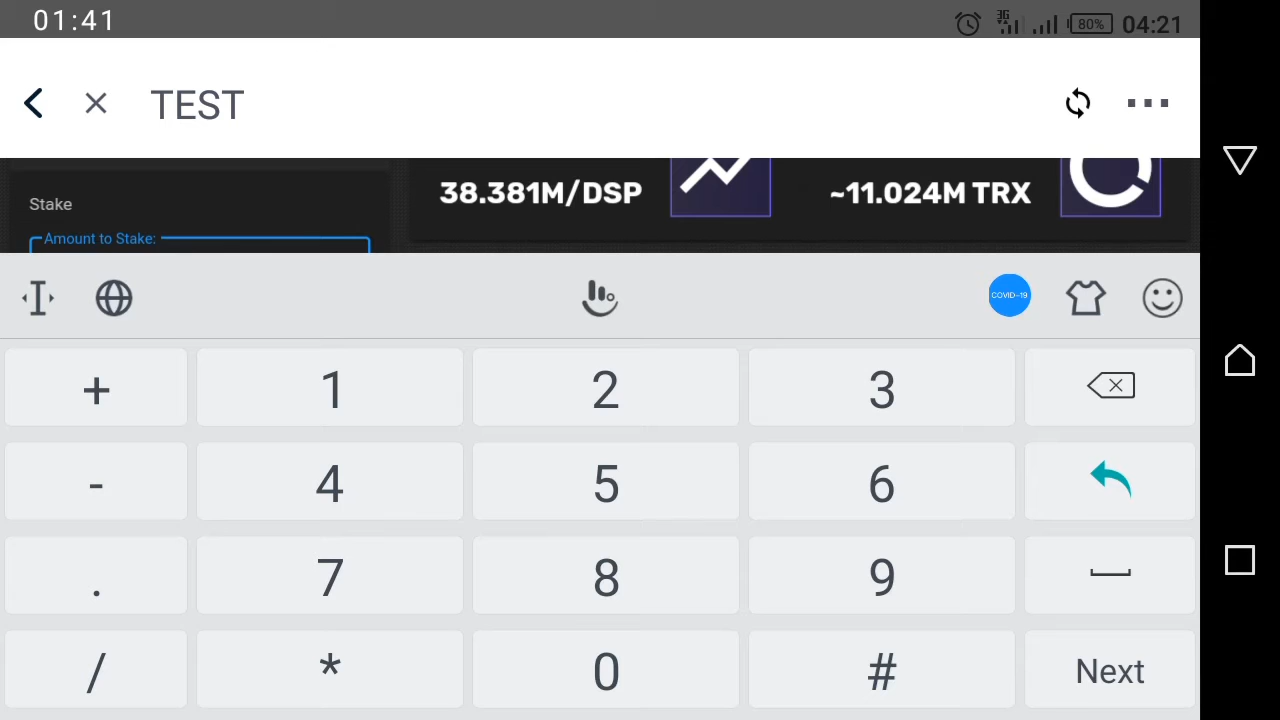 01:41
3G 80% 04:21
TEST
38.381M/DSP ~11.024M TRX
Stake
Amount to Stake:
COVID-19
+ 1 2 3
- 4 5 6
. 7 8 9
/ * 0 # Next